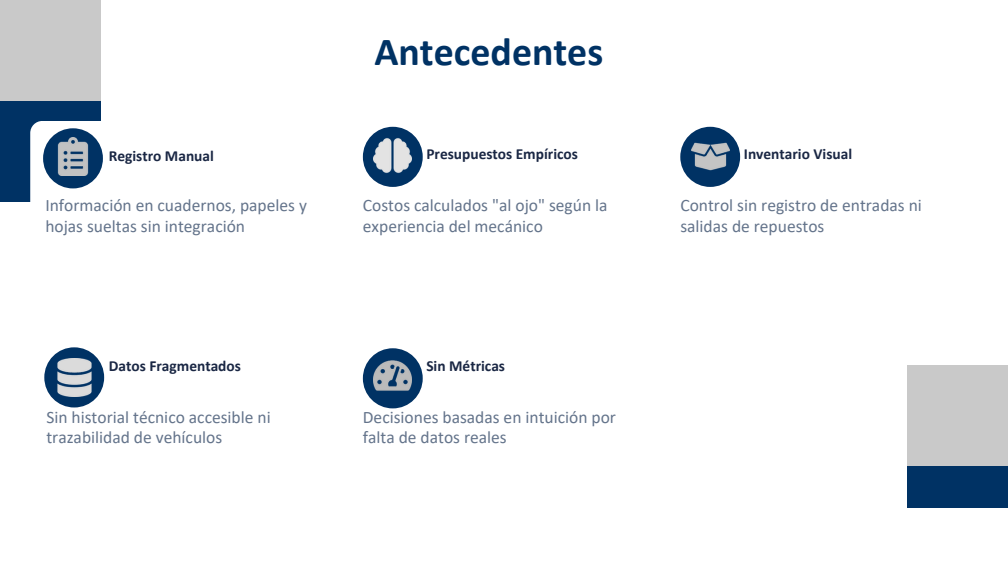 Antecedentes
Registro Manual
Información en cuadernos, papeles y
hojas sueltas sin integración
Presupuestos Empíricos
Costos calculados "al ojo" según la
experiencia del mecánico
Inventario Visual
Control sin registro de entradas ni
salidas de repuestos
Datos Fragmentados
Sin historial técnico accesible ni
trazabilidad de vehículos
Sin Métricas
Decisiones basadas en intuición por
falta de datos reales